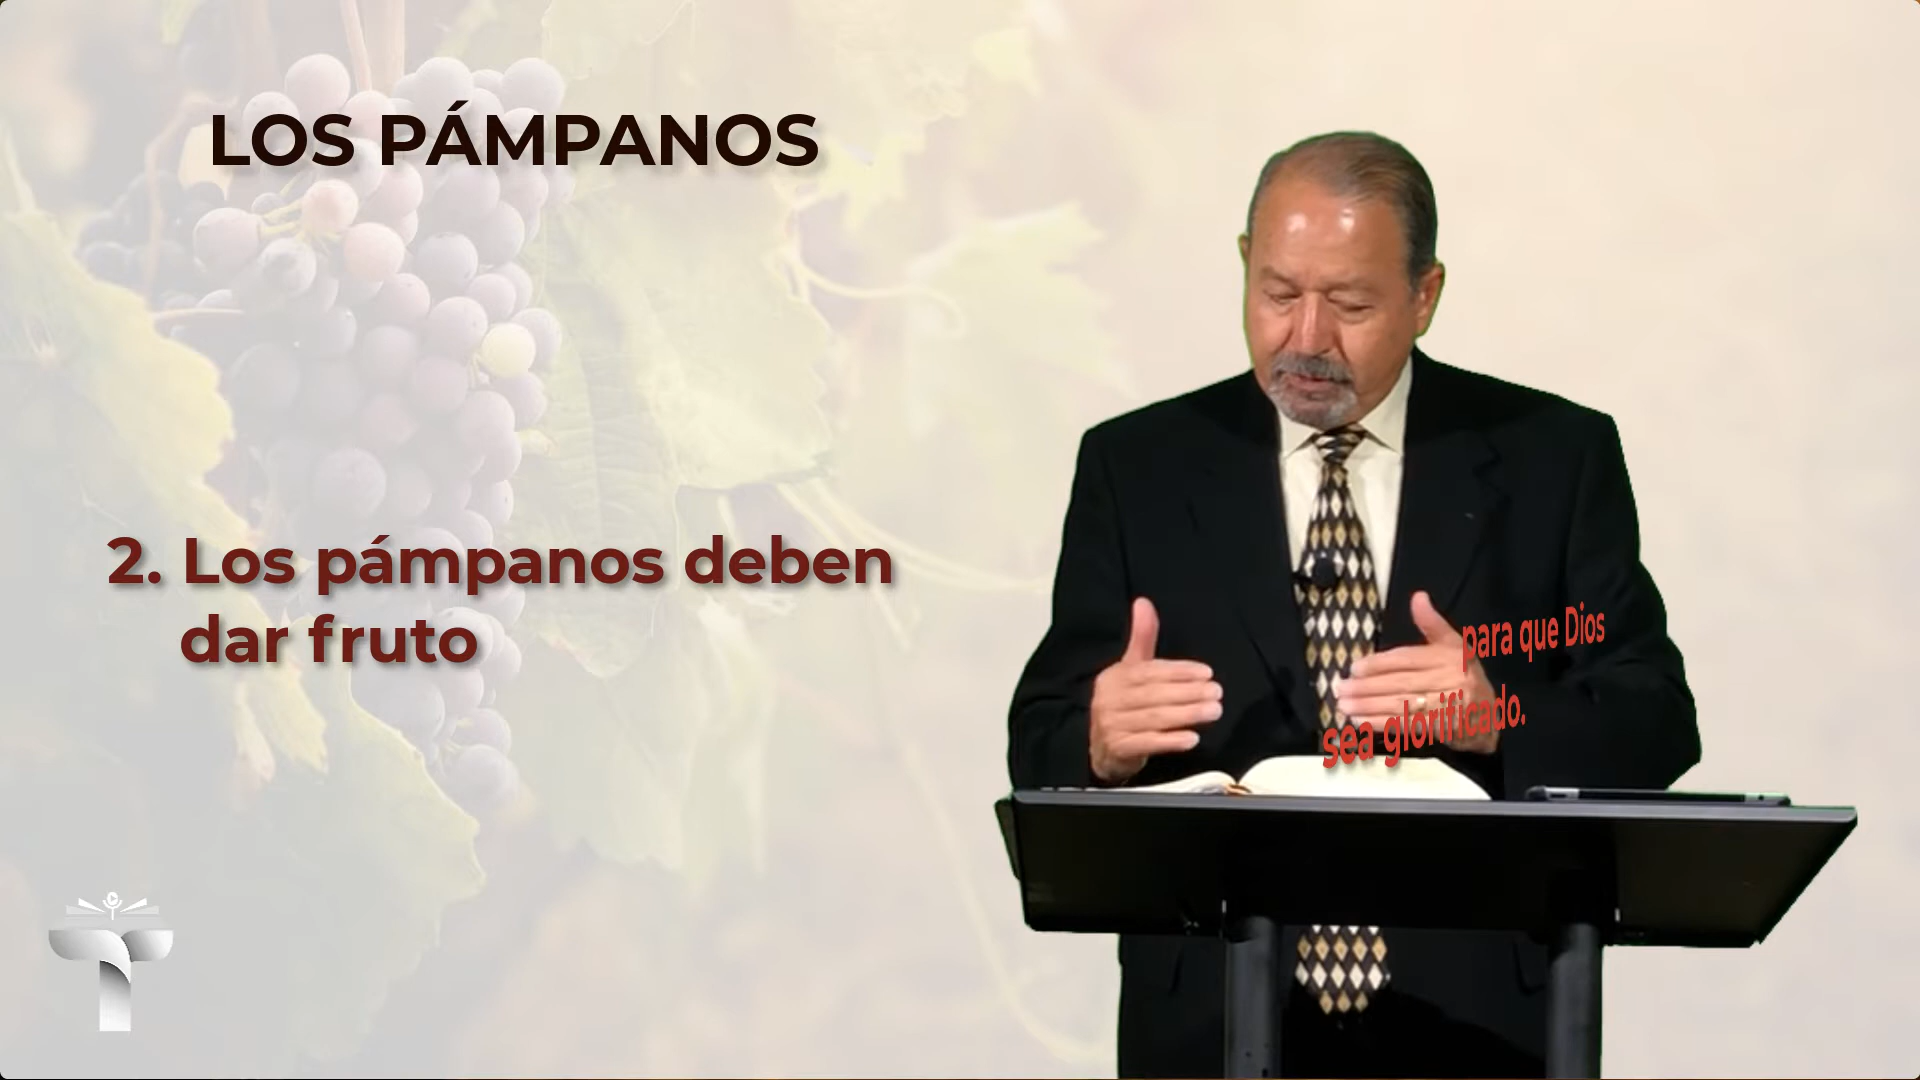 LOS PÁMPANOS
2. Los pámpanos deben
dar fruto
para que Dios
sea glorificado.